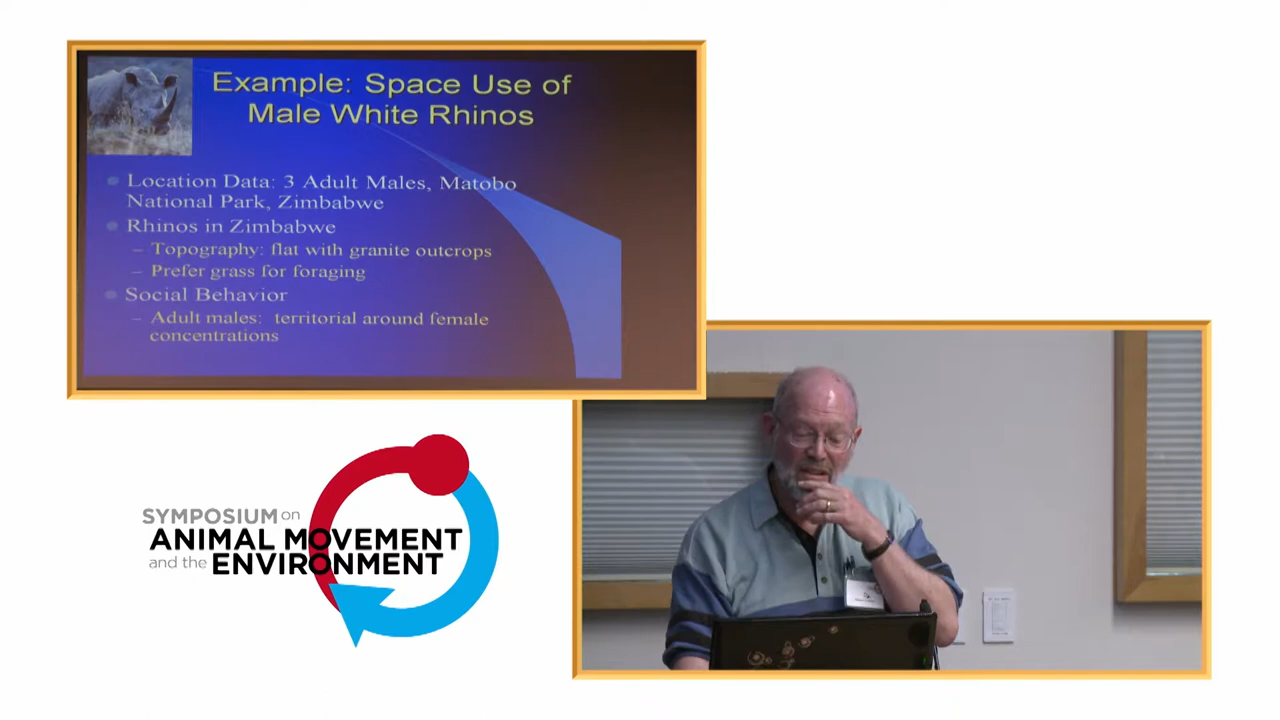 Example: Space Use of
Male White Rhinos
Location Data: 3 Adult Males, Matobo
National Park, Zimbabwe
Rhinos in Zimbabwe
– Topography: flat with granite outcrops
– Prefer grass for foraging
Social Behavior
– Adult males: territorial around female
concentrations
SYMPOSIUM on
ANIMAL MOVEMENT
and the ENVIRONMENT